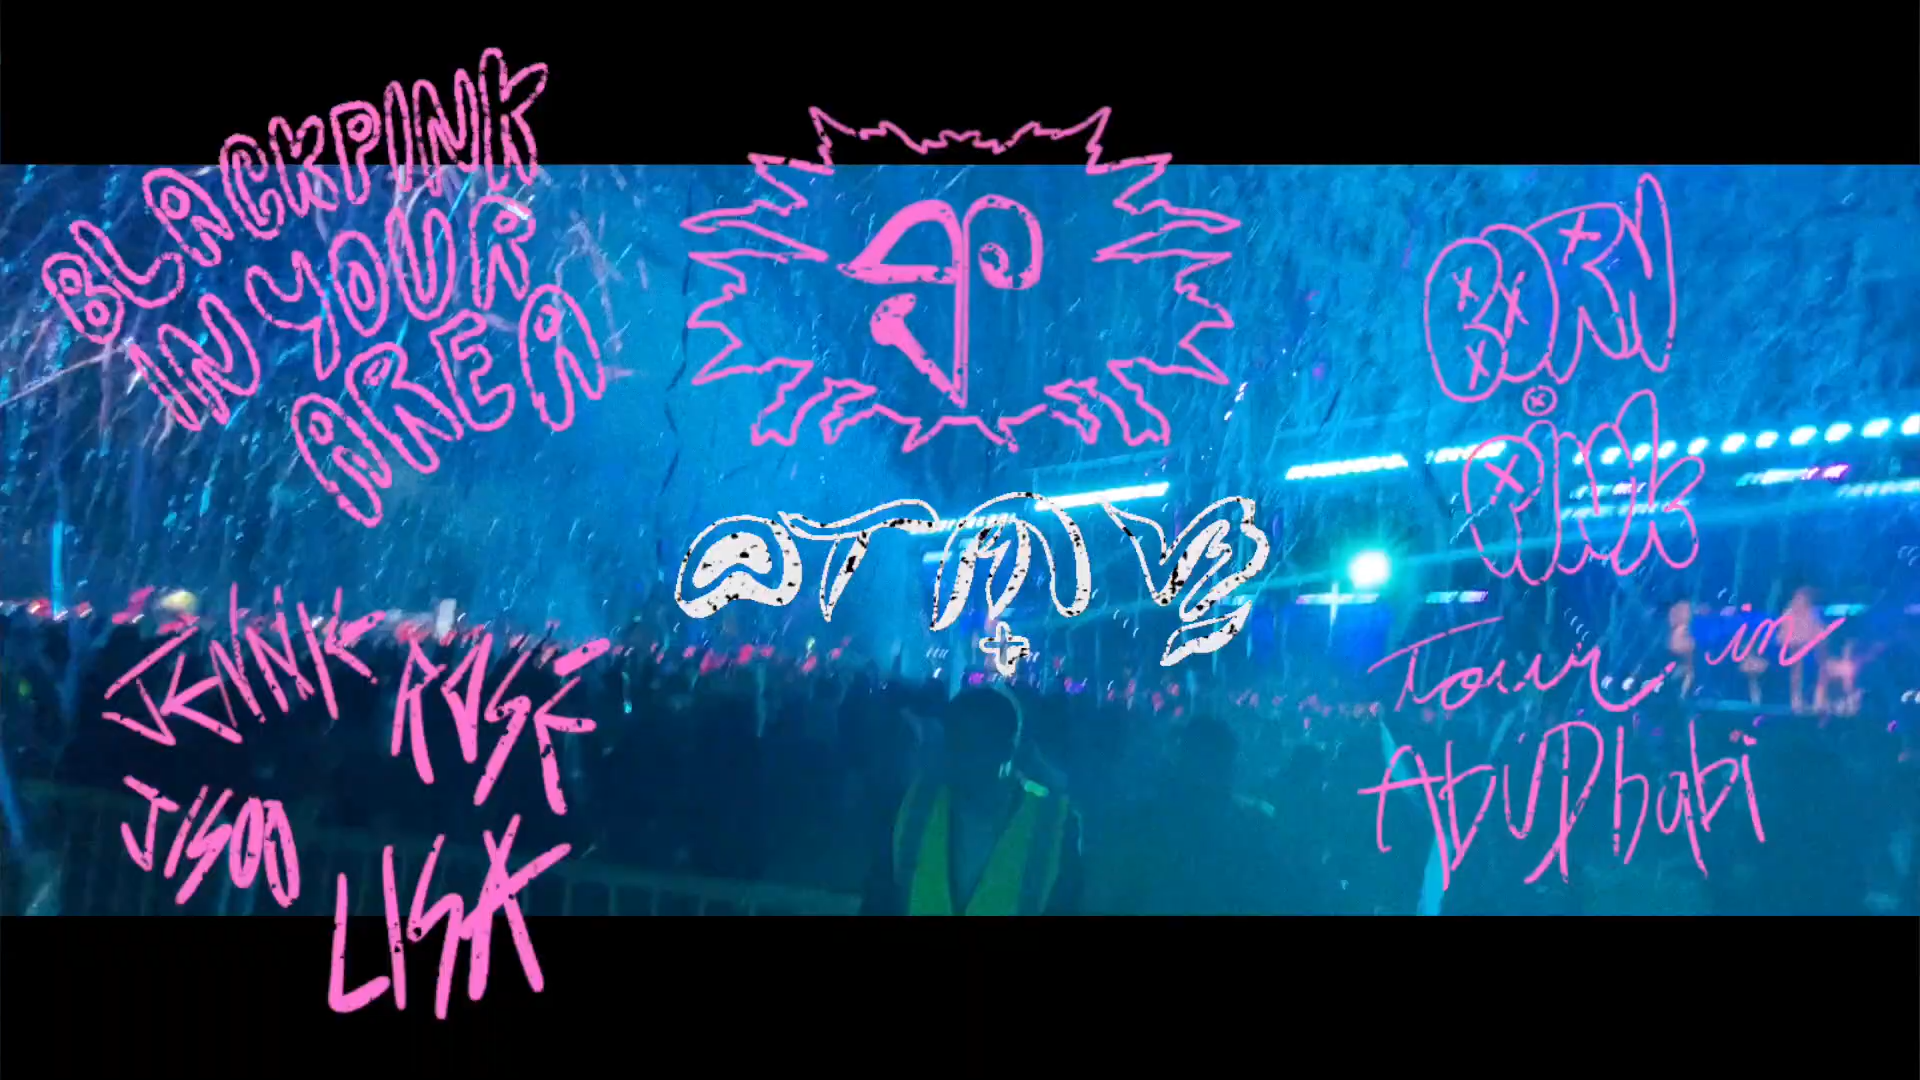 BLACKPINK
IN YOUR
AREA
BORN
PINK
JENNIE
ROSÉ
JISOO
LISA
Tour in
AbuDhabi